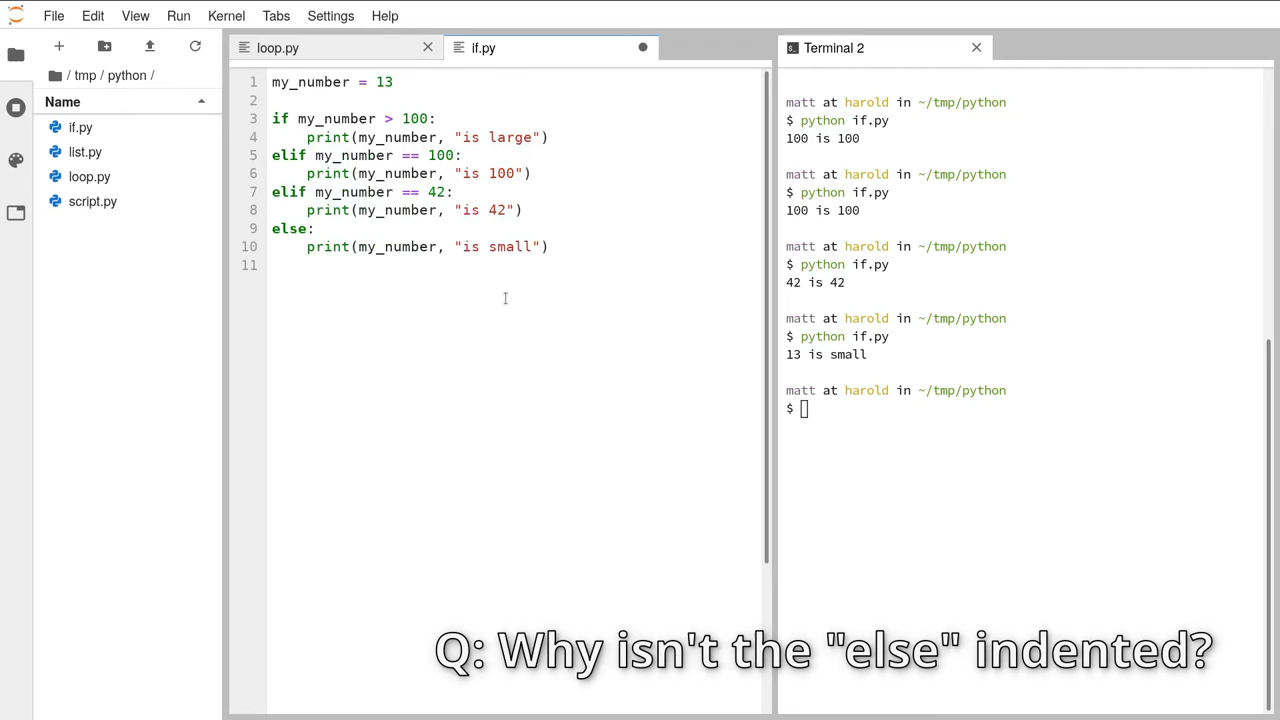 File Edit View Run Kernel Tabs Settings Help
/ tmp / python /
Name
if.py
list.py
loop.py
script.py
loop.py
if.py
1 my_number = 13
2
3 if my_number > 100:
4     print(my_number, "is large")
5 elif my_number == 100:
6     print(my_number, "is 100")
7 elif my_number == 42:
8     print(my_number, "is 42")
9 else:
10     print(my_number, "is small")
11
Terminal 2
matt at harold in ~/tmp/python
$ python if.py
100 is 100
matt at harold in ~/tmp/python
$ python if.py
100 is 100
matt at harold in ~/tmp/python
$ python if.py
42 is 42
matt at harold in ~/tmp/python
$ python if.py
13 is small
matt at harold in ~/tmp/python
$
Q: Why isn't the "else" indented?